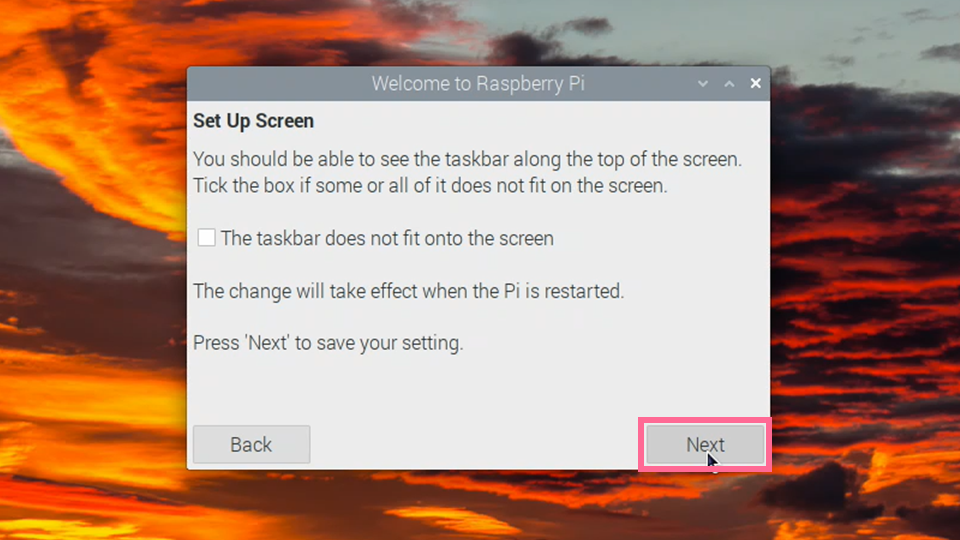 Welcome to Raspberry Pi
Set Up Screen
You should be able to see the taskbar along the top of the screen.
Tick the box if some or all of it does not fit on the screen.
The taskbar does not fit onto the screen
The change will take effect when the Pi is restarted.
Press 'Next' to save your setting.
Back
Next